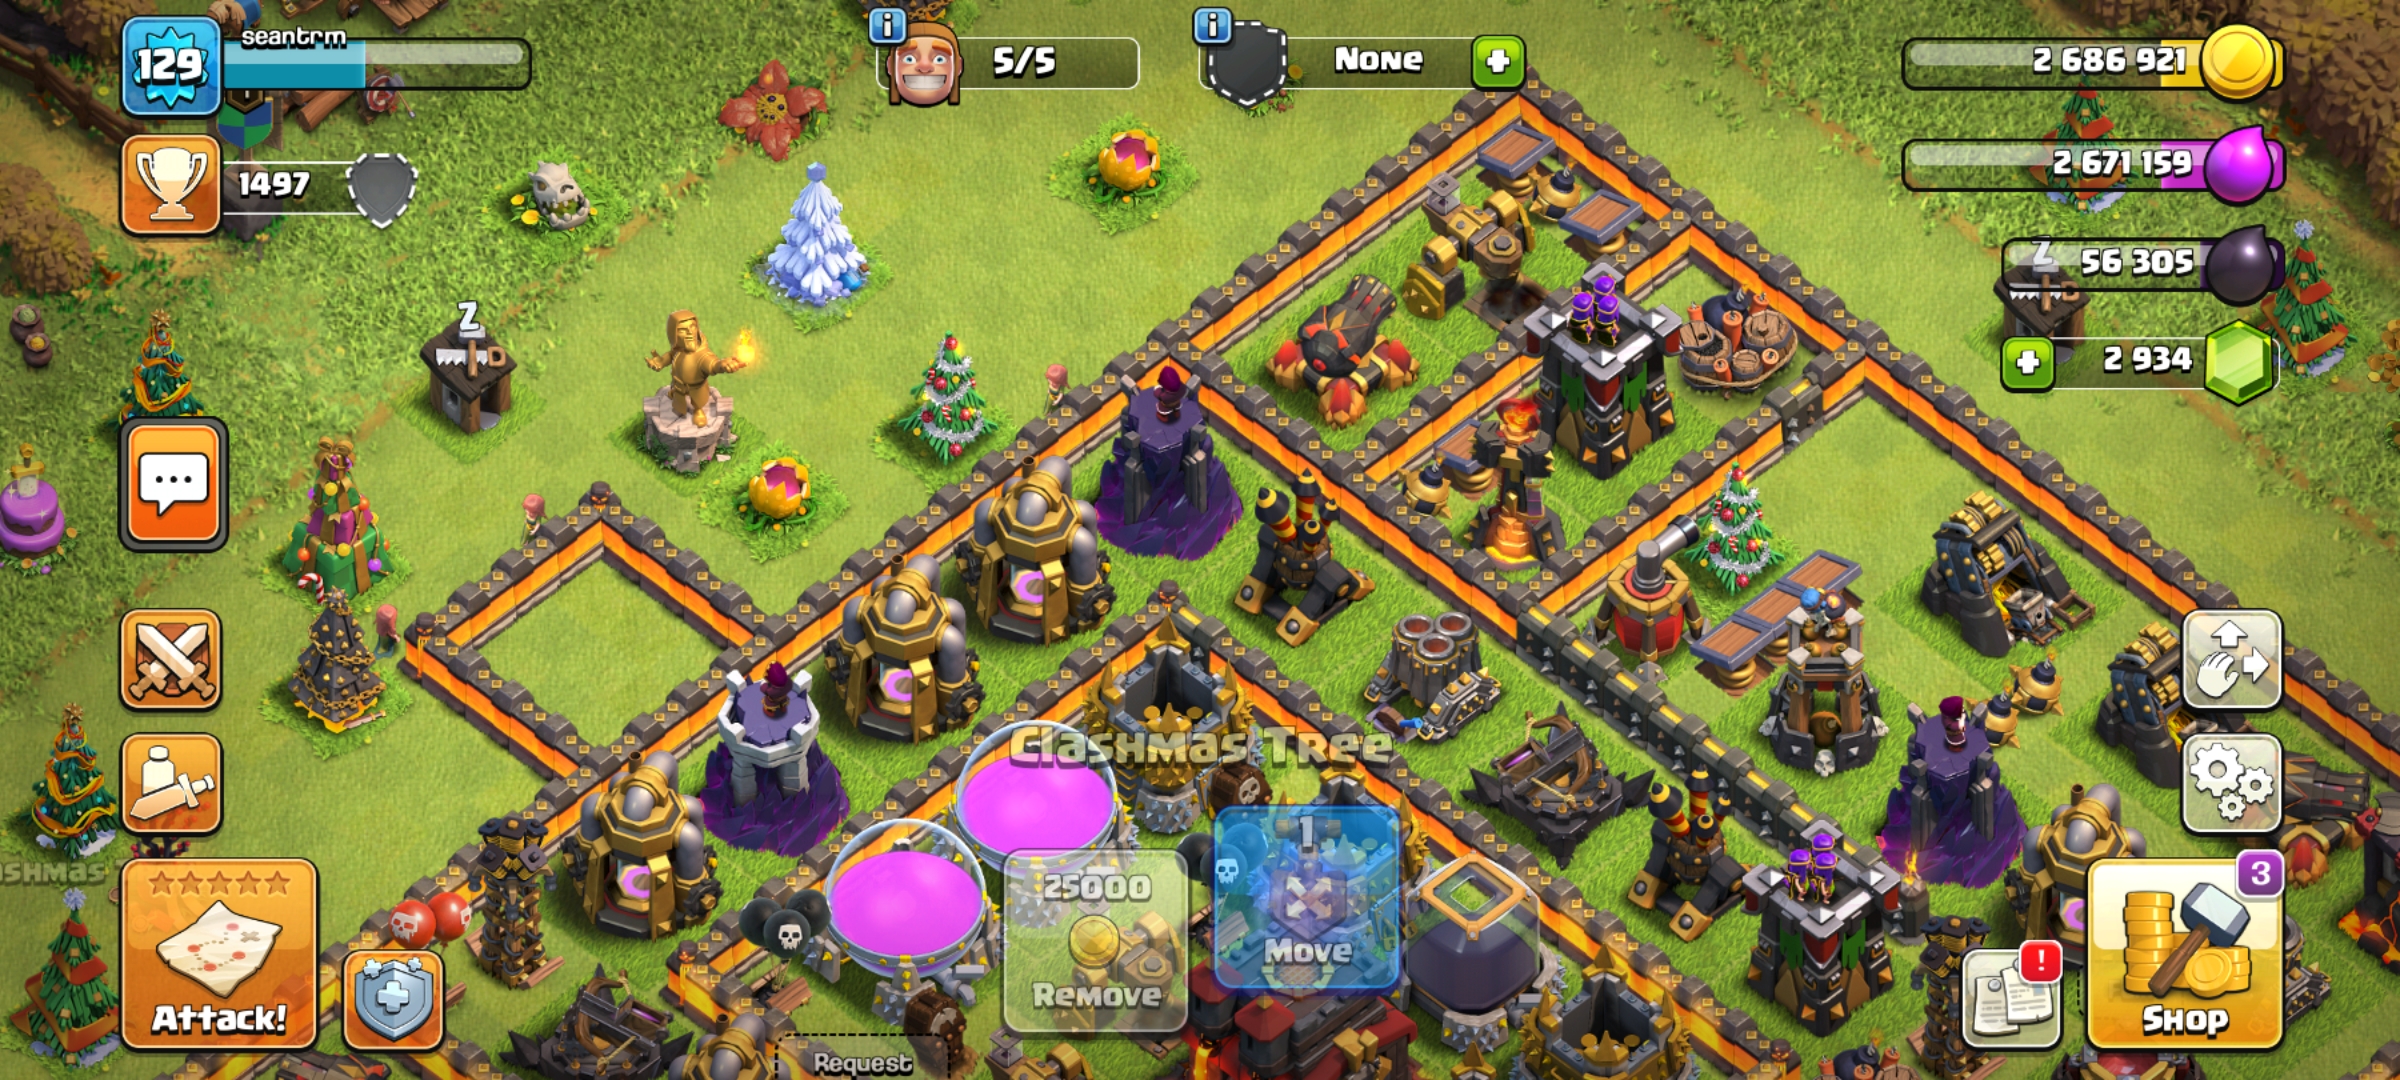 129
seantrm
5/5
None
2 686 921
1497
2 671 159
Z
56 305
Z
2 934
Clashmas Tree
1
25000
Move
Remove
3
Attack!
Shop
Request